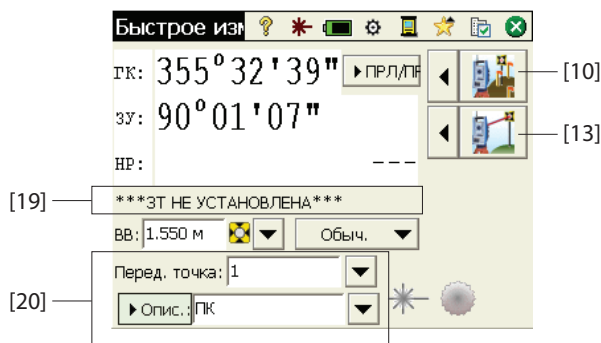 Быстрое изм
ГК: 355°32'39" ▶ПРЛ/ПР
[10]
ЗУ: 90°01'07"
[13]
НР: ---
[19]
***ЗТ НЕ УСТАНОВЛЕНА***
ВВ: 1.550 м Обыч.
Перед. точка: 1
[20]
▶Опис.: ПК